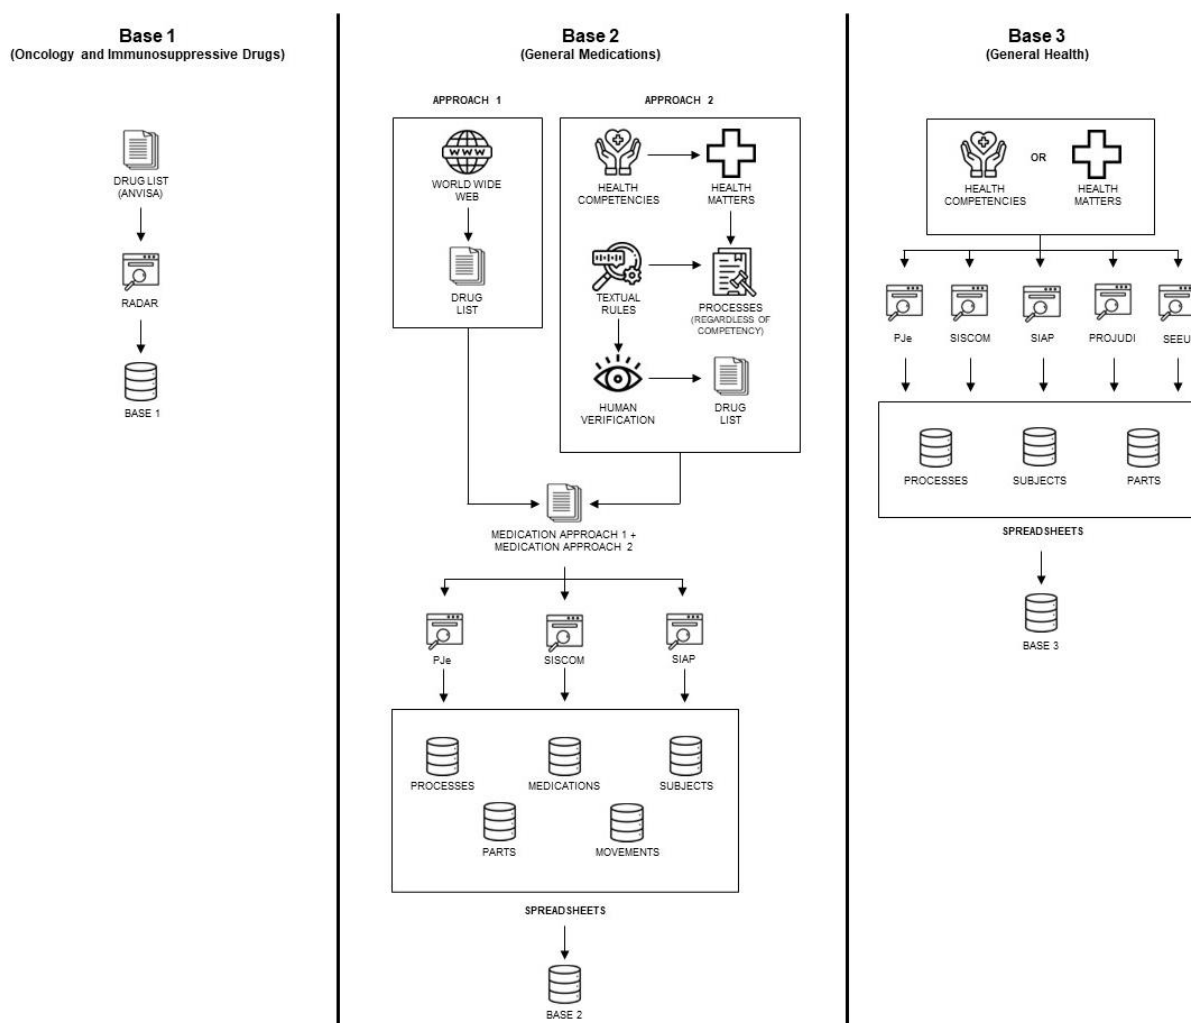 Base 1
(Oncology and Immunosuppressive Drugs)
DRUG LIST
(ANVISA)
RADAR
BASE 1
Base 2
(General Medications)
APPROACH 1
WWW
WORLD WIDE
WEB
DRUG
LIST
APPROACH 2
HEALTH
COMPETENCIES
HEALTH
MATTERS
TEXTUAL
RULES
PROCESSES
(REGARDLESS OF
COMPETENCY)
HUMAN
VERIFICATION
DRUG
LIST
MEDICATION APPROACH 1 +
MEDICATION APPROACH 2
PJe
SISCOM
SIAP
PROCESSES
MEDICATIONS
SUBJECTS
PARTS
MOVEMENTS
SPREADSHEETS
BASE 2
Base 3
(General Health)
HEALTH
COMPETENCIES
OR
HEALTH
MATTERS
PJe
SISCOM
SIAP
PROJUDI
SEEU
PROCESSES
SUBJECTS
PARTS
SPREADSHEETS
BASE 3